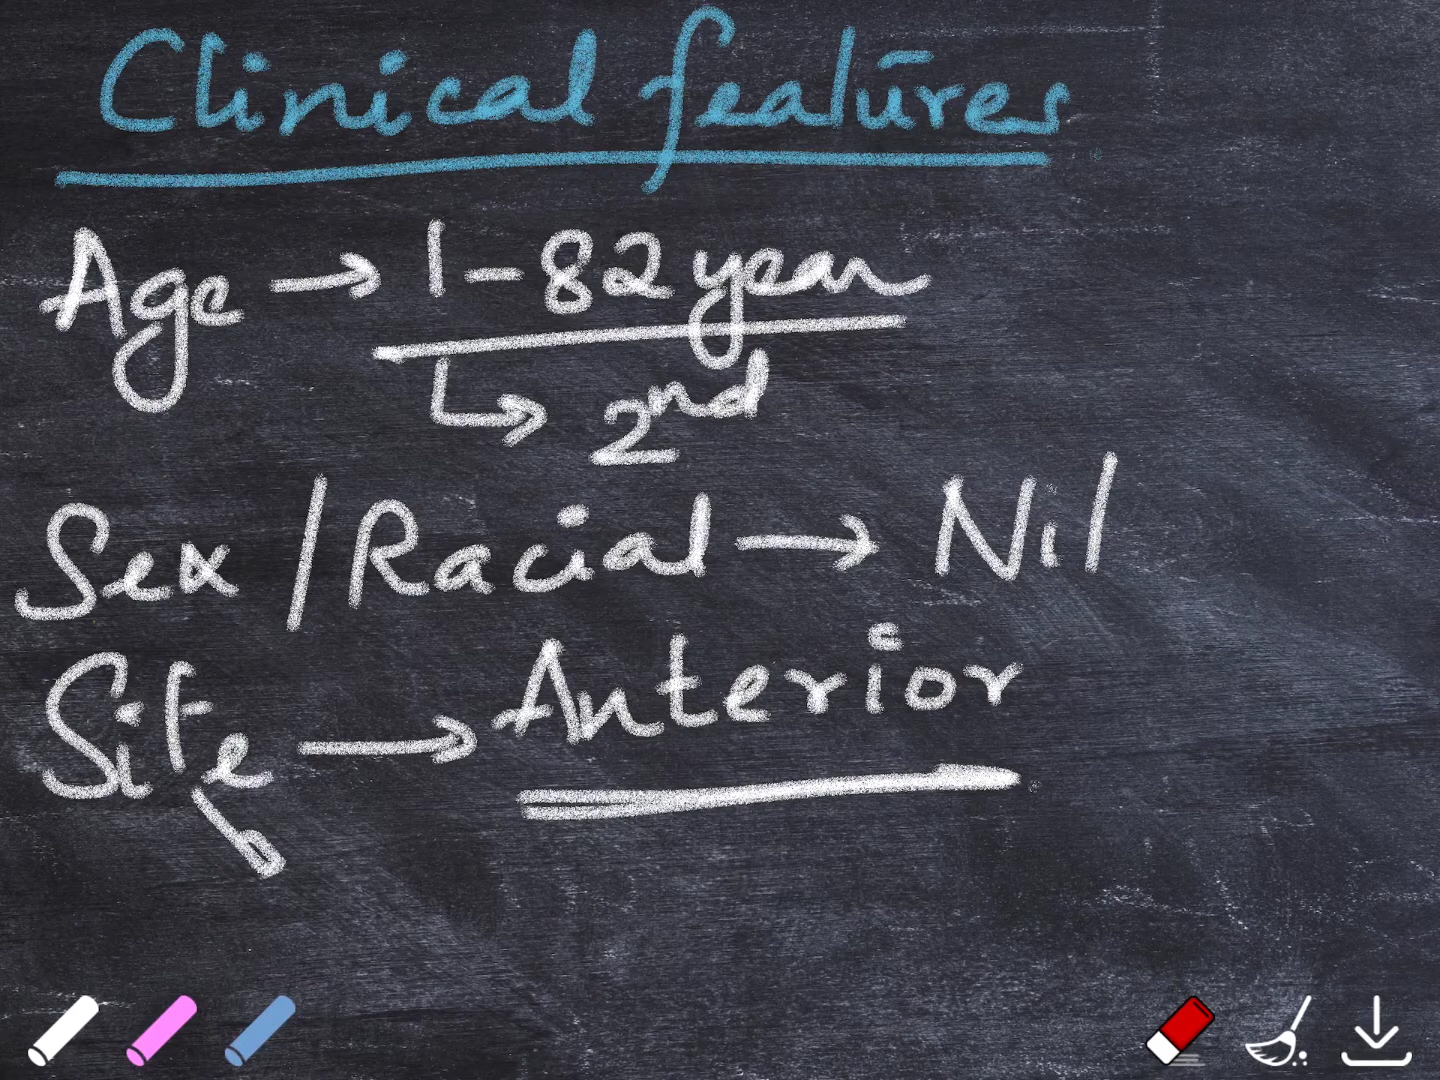 Clinical features
Age → 1-82 year
↳ 2nd
Sex / Racial → Nil
Site → Anterior